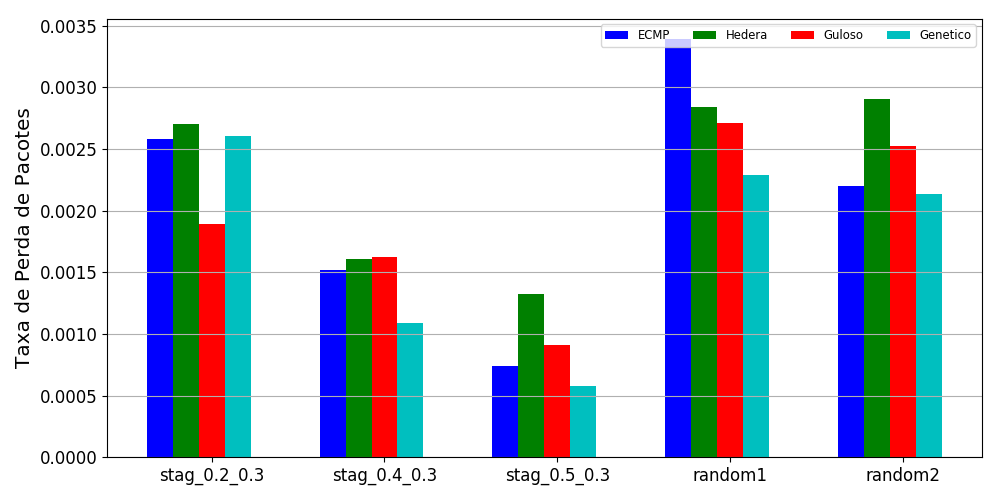 ECMP Hedera Guloso Genetico
Taxa de Perda de Pacotes
0.0035
0.0030
0.0025
0.0020
0.0015
0.0010
0.0005
0.0000
stag_0.2_0.3 stag_0.4_0.3 stag_0.5_0.3 random1 random2